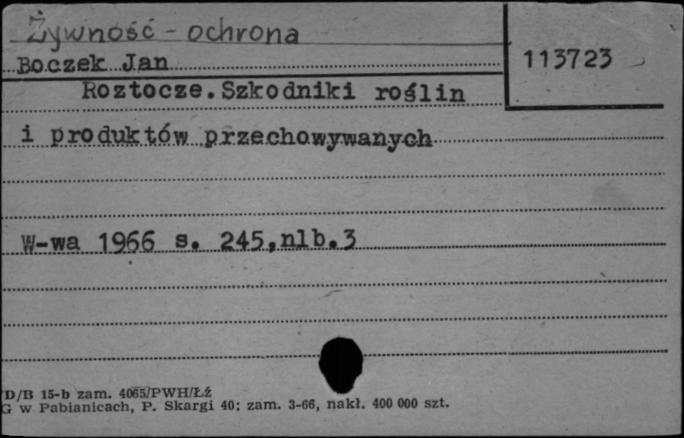 Żywność - ochrona
Boczek Jan
113723
Roztocze. Szkodniki roślin
i produktów przechowywanych
W-wa 1966 s. 245,nlb.3
D/B 15-b zam. 4065/PWH/Łź
G w Pabianicach, P. Skargi 40; zam. 3-66, nakł. 400 000 szt.